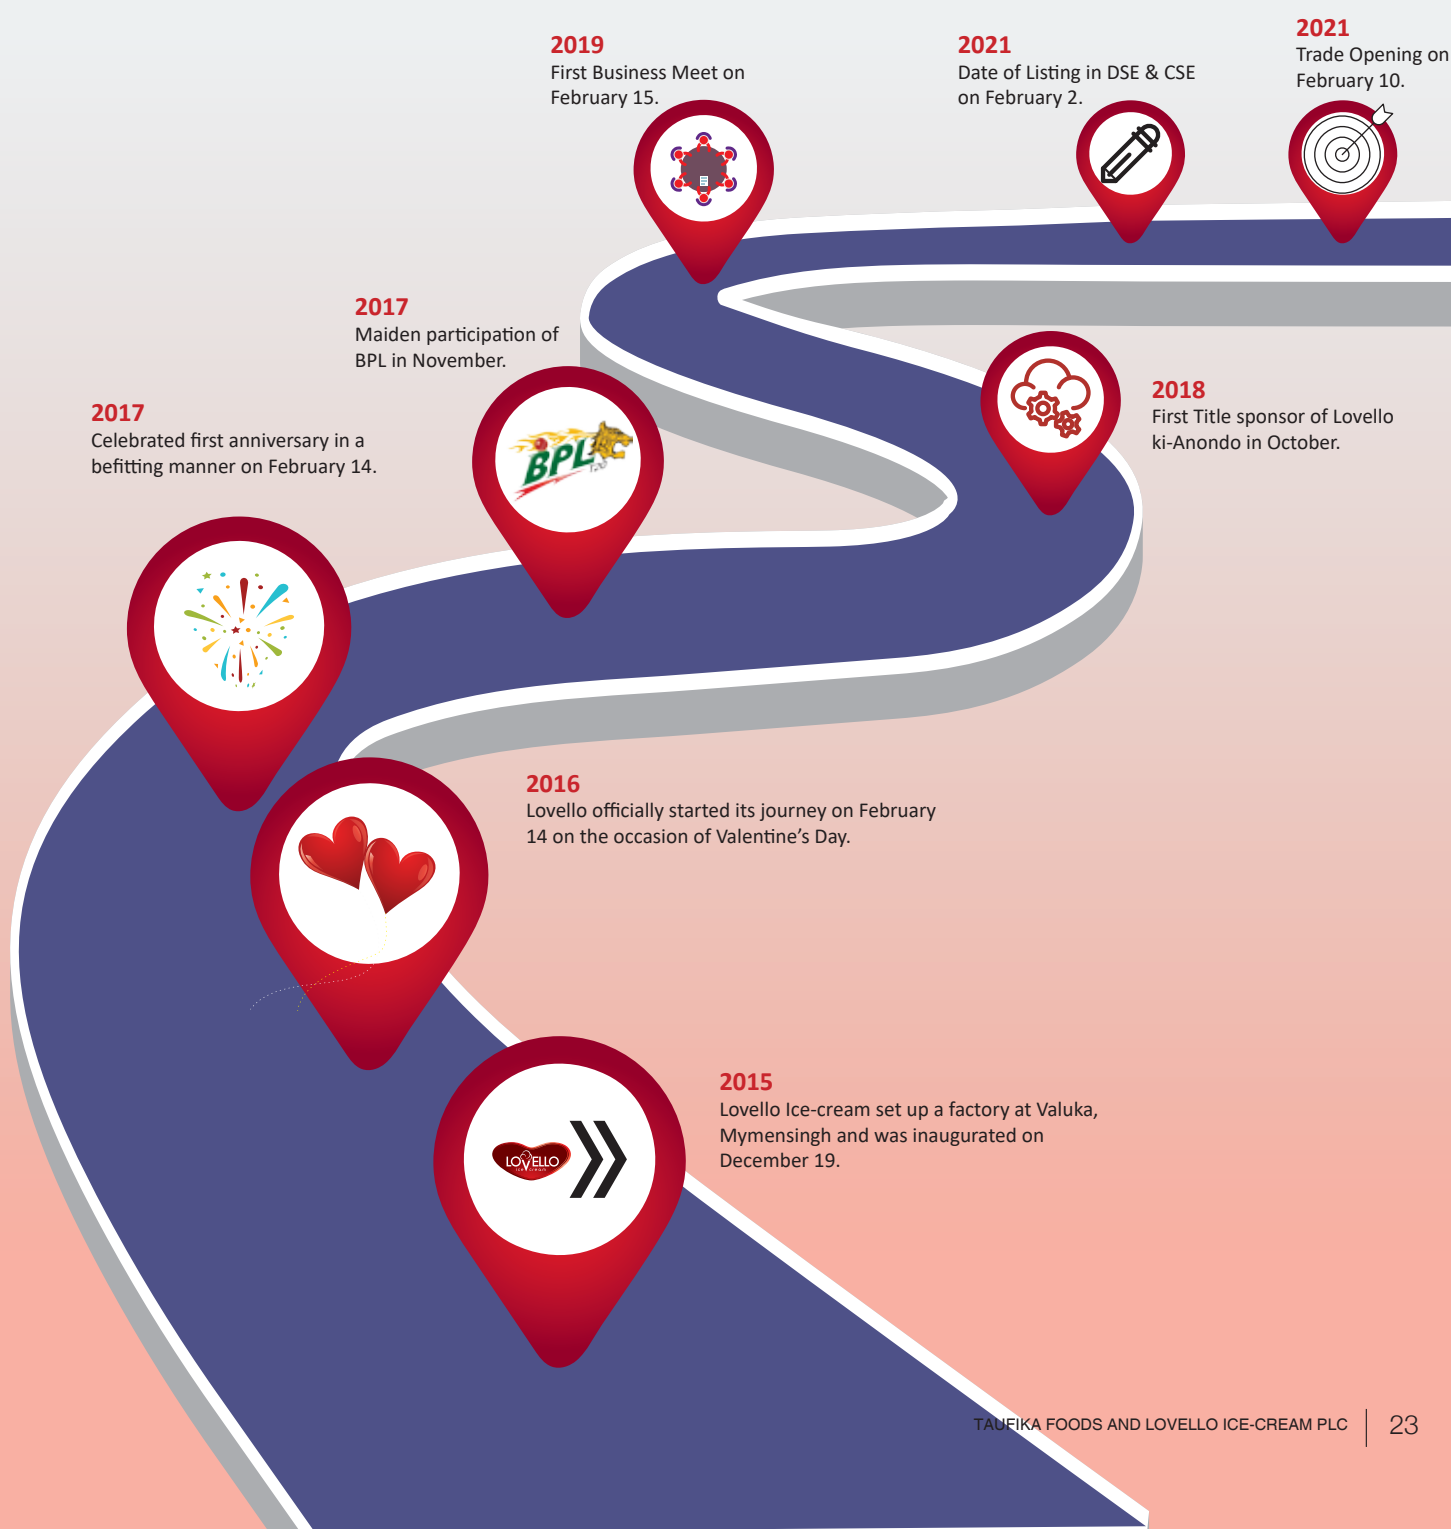 2019
First Business Meet on
February 15.
2021
Date of Listing in DSE & CSE
on February 2.
2021
Trade Opening on
February 10.
2017
Maiden participation of
BPL in November.
2018
First Title sponsor of Lovello
ki-Anondo in October.
2017
Celebrated first anniversary in a
befitting manner on February 14.
BPL
T20
2016
Lovello officially started its journey on February
14 on the occasion of Valentine’s Day.
2015
Lovello Ice-cream set up a factory at Valuka,
Mymensingh and was inaugurated on
December 19.
LOVELLO
ice cream
TAUFIKA FOODS AND LOVELLO ICE-CREAM PLC
23